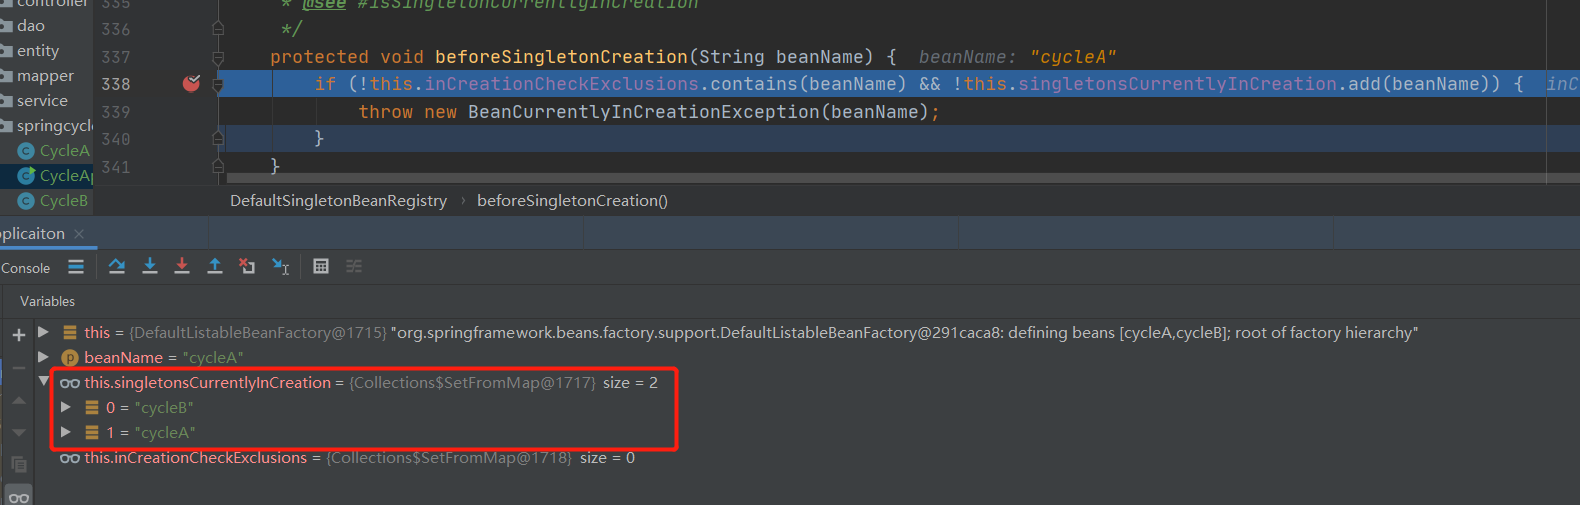 controller
dao
entity
mapper
service
springcycle
CycleA
CycleAp
CycleB
335 * @see #isSingletonCurrentlyInCreation
336 */
337 protected void beforeSingletonCreation(String beanName) { beanName: "cycleA"
338 if (!this.inCreationCheckExclusions.contains(beanName) && !this.singletonsCurrentlyInCreation.add(beanName)) { inC
339 throw new BeanCurrentlyInCreationException(beanName);
340 }
341 }
DefaultSingletonBeanRegistry › beforeSingletonCreation()
pplicaiton ×
Console
Variables
this = {DefaultListableBeanFactory@1715} "org.springframework.beans.factory.support.DefaultListableBeanFactory@291caca8: defining beans [cycleA,cycleB]; root of factory hierarchy"
p beanName = "cycleA"
this.singletonsCurrentlyInCreation = {Collections$SetFromMap@1717} size = 2
0 = "cycleB"
1 = "cycleA"
this.inCreationCheckExclusions = {Collections$SetFromMap@1718} size = 0